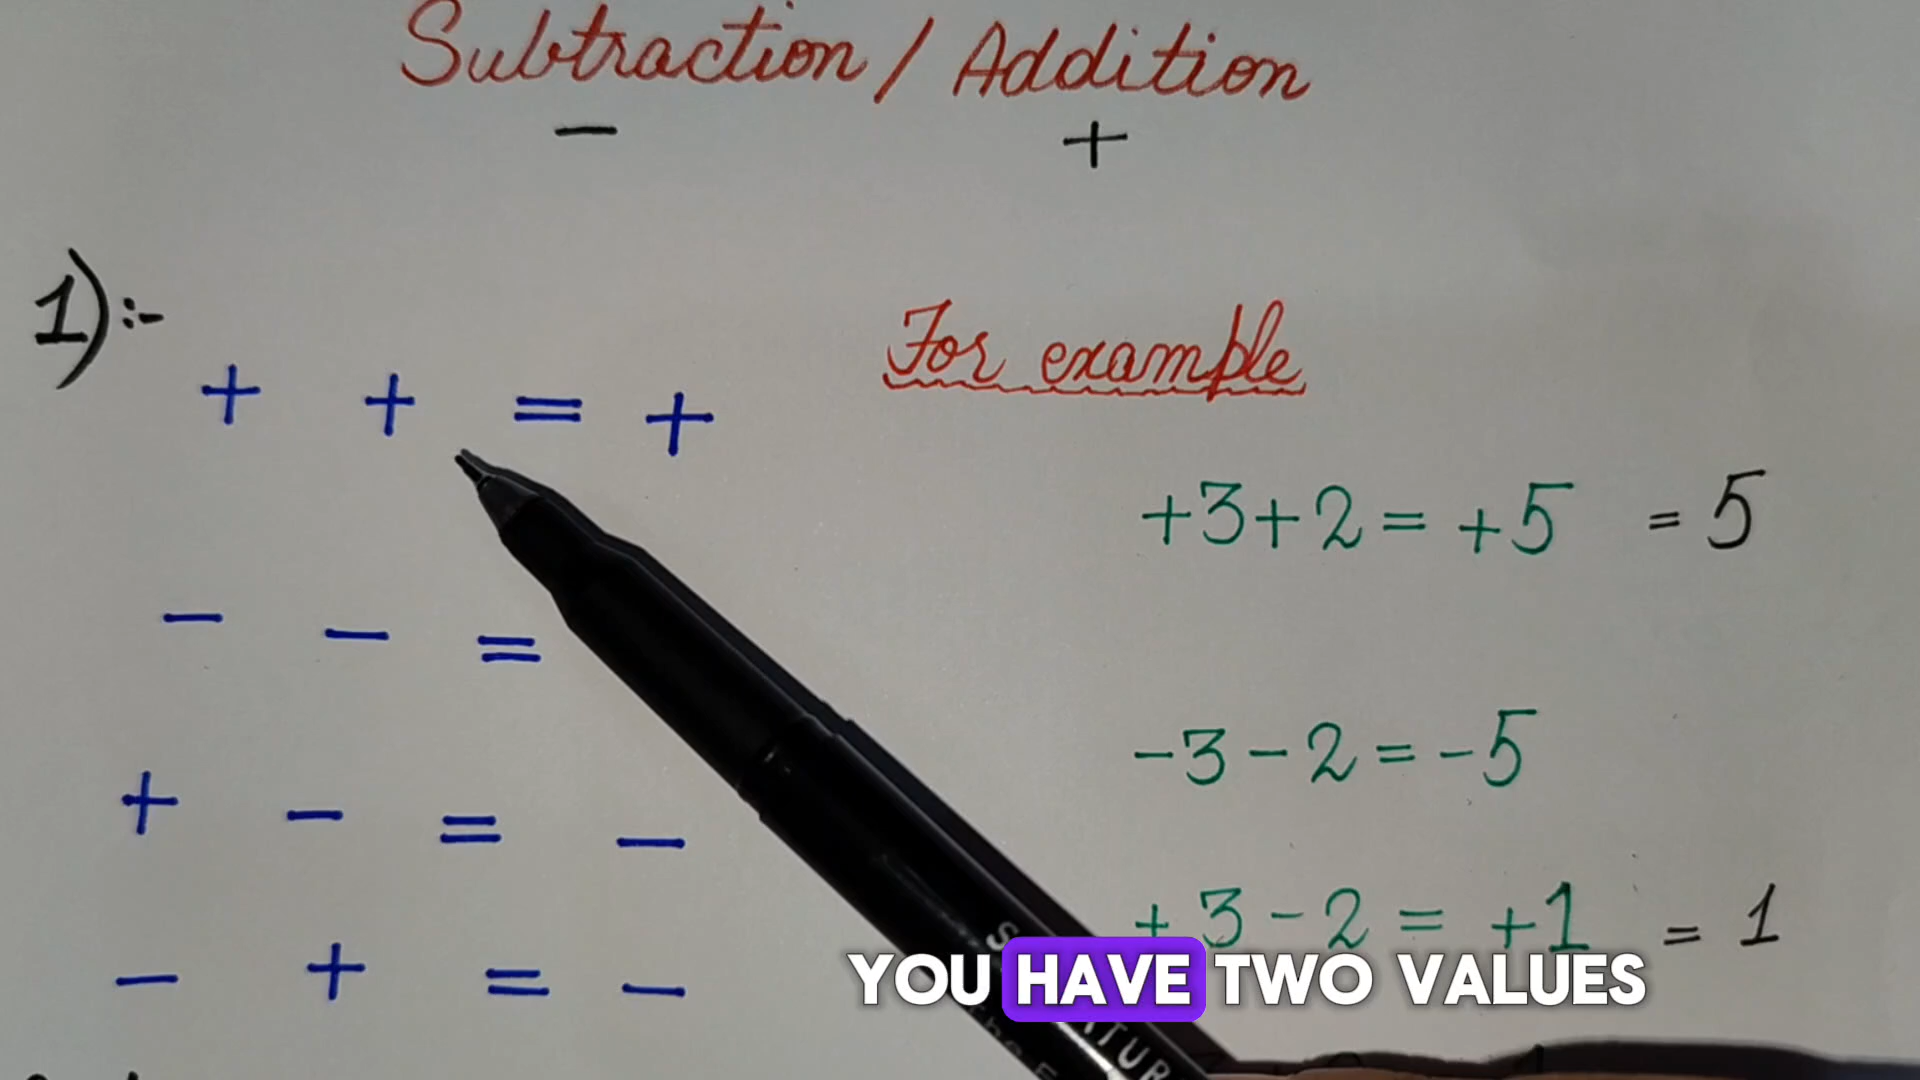 Subtraction / Addition
- +
1):-
+ + = +
For example
+3+2= +5 = 5
- - =
-3-2=-5
+ - = -
+3-2= +1 = 1
- + = -
YOU HAVE TWO VALUES